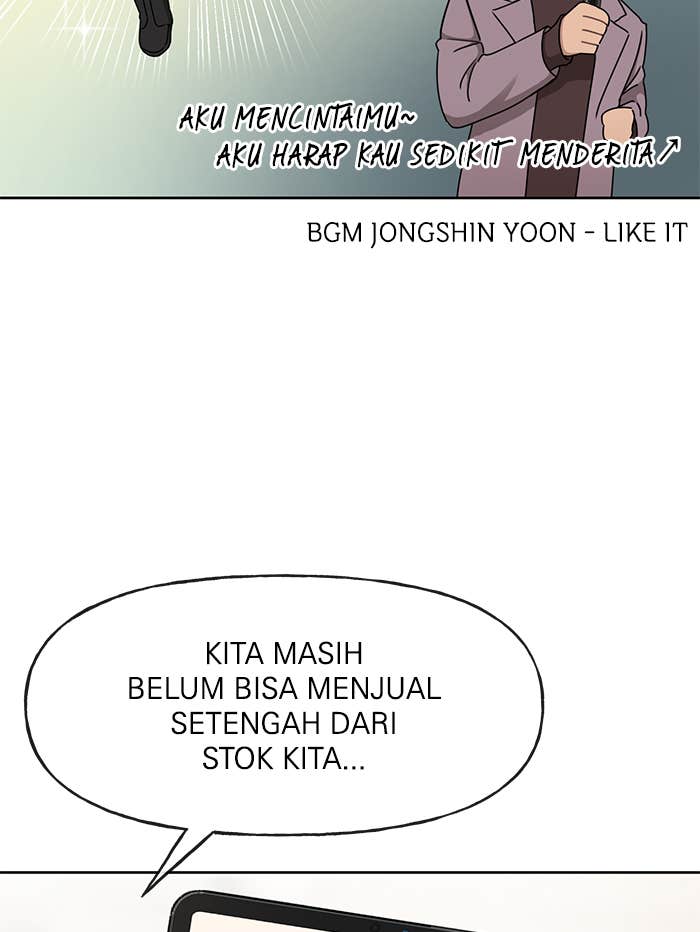 AKU MENCINTAIMU~
AKU HARAP KAU SEDIKIT MENDERITA↗
BGM JONGSHIN YOON - LIKE IT
KITA MASIH
BELUM BISA MENJUAL
SETENGAH DARI
STOK KITA...